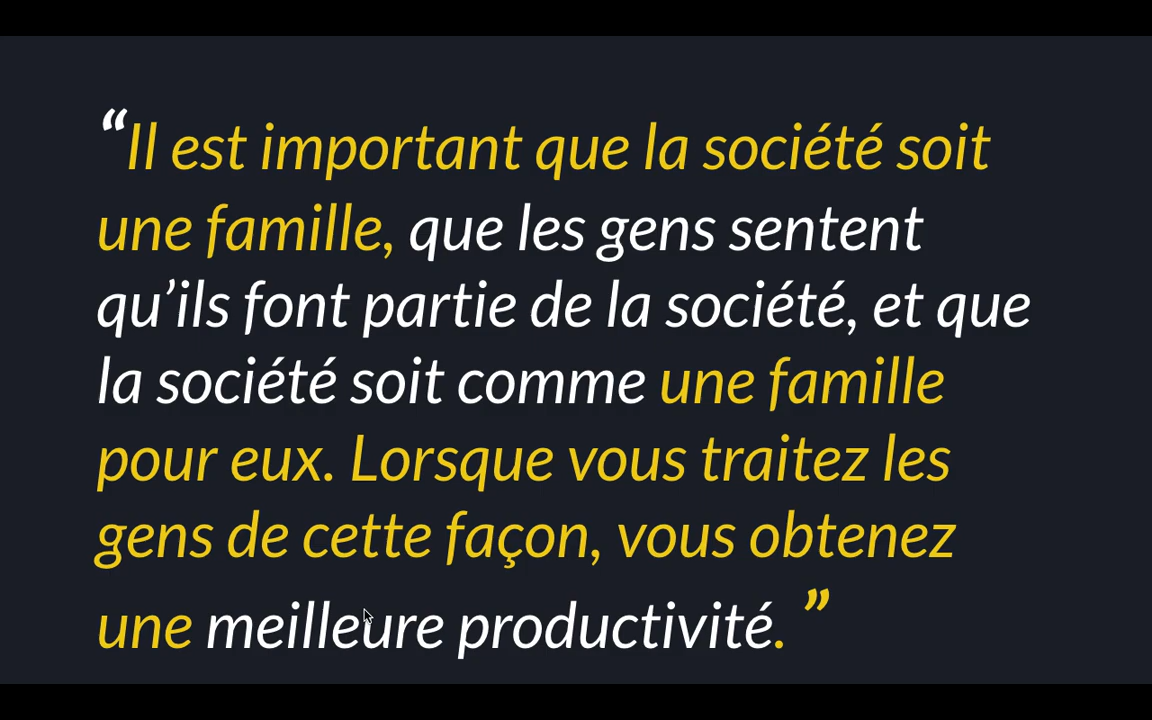 “Il est important que la société soit
une famille, que les gens sentent
qu’ils font partie de la société, et que
la société soit comme une famille
pour eux. Lorsque vous traitez les
gens de cette façon, vous obtenez
une meilleure productivité. ”